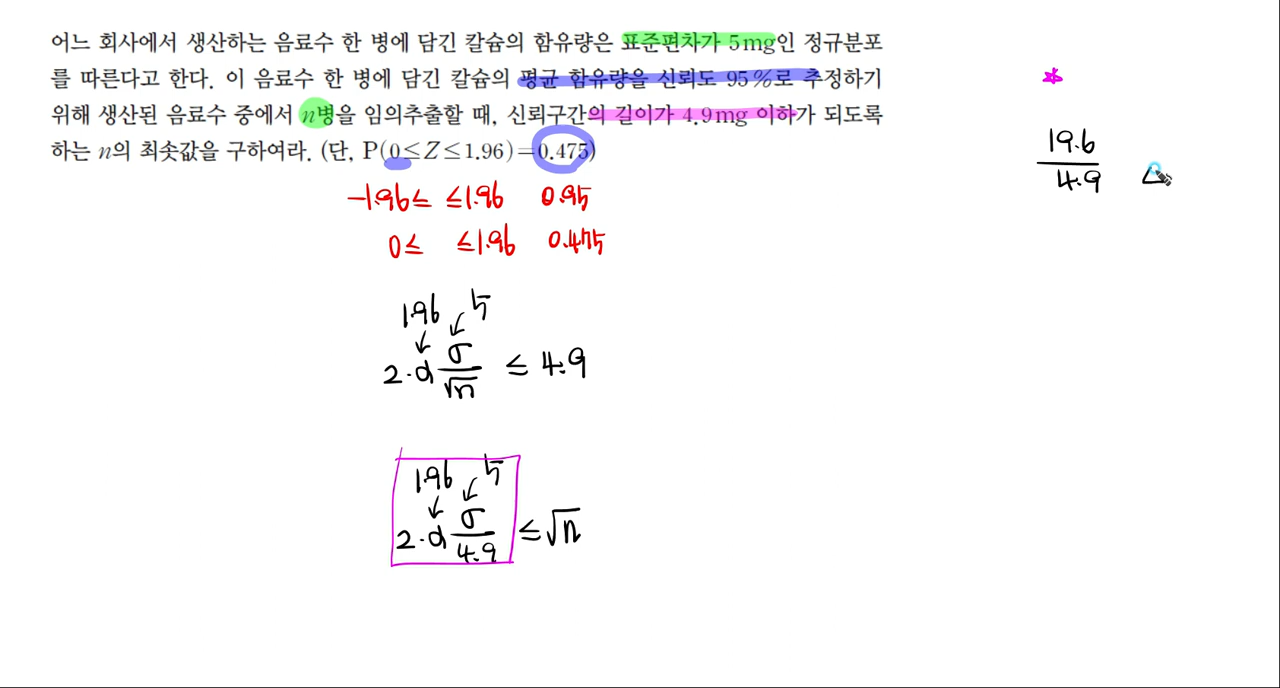 어느 회사에서 생산하는 음료수 한 병에 담긴 칼슘의 함유량은 표준편차가 5mg인 정규분포
를 따른다고 한다. 이 음료수 한 병에 담긴 칼슘의 평균 함유량을 신뢰도 95%로 추정하기
위해 생산된 음료수 중에서 n병을 임의추출할 때, 신뢰구간의 길이가 4.9mg 이하가 되도록
하는 n의 최솟값을 구하여라. (단, P(0≤Z≤1.96)=0.475)
-1.96≤ ≤1.96 0.95
0≤ ≤1.96 0.475
1.96 5
2·α σ/√n ≤ 4.9
1.96 5
2·α σ/4.9 ≤√n
19.6/4.9